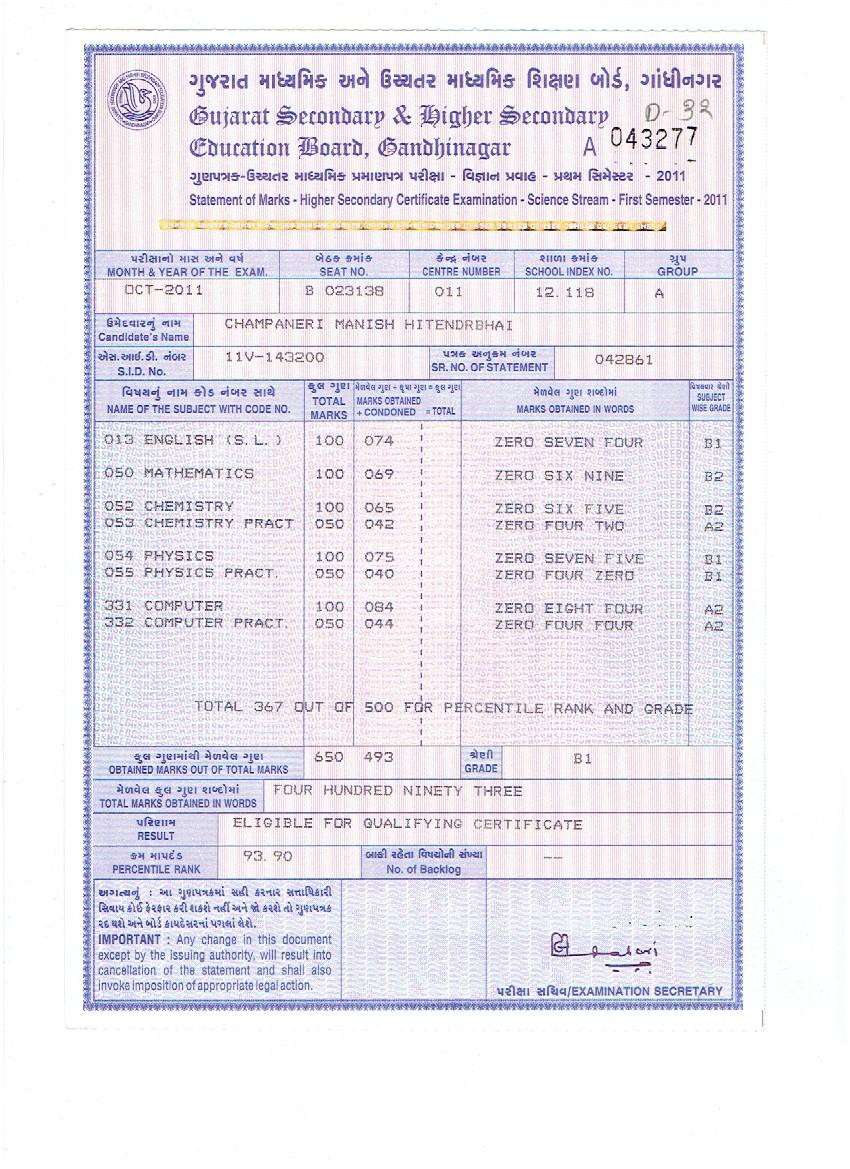 ગુજરાત માધ્યમિક અને ઉચ્ચતર માધ્યમિક શિક્ષણ બોર્ડ, ગાંધીનગર
Gujarat Secondary & Higher Secondary
D-32
Education Board, Gandhinagar A 043277
ગુણપત્રક-ઉચ્ચતર માધ્યમિક પ્રમાણપત્ર પરીક્ષા - વિજ્ઞાન પ્રવાહ - પ્રથમ સિમેસ્ટર - 2011
Statement of Marks - Higher Secondary Certificate Examination - Science Stream - First Semester - 2011
પરીક્ષાનો માસ અને વર્ષ બેઠક ક્રમાંક કેન્દ્ર નંબર શાળા ક્રમાંક ગ્રુપ
MONTH & YEAR OF THE EXAM. SEAT NO. CENTRE NUMBER SCHOOL INDEX NO. GROUP
OCT-2011 B 023138 011 12.118 A
ઉમેદવારનું નામ CHAMPANERI MANISH HITENDRBHAI
Candidate's Name
એસ.આઈ.ડી. નંબર 11V-143200 પત્રક અનુક્રમ નંબર 042861
S.I.D. No. SR. NO. OF STATEMENT
વિષયનું નામ કોડ નંબર સાથે કુલ ગુણ મેળવેલ ગુણ + કૃપા ગુણ = કુલ ગુણ મેળવેલ ગુણ શબ્દોમાં વિષયવાર શ્રેણી
NAME OF THE SUBJECT WITH CODE NO. TOTAL MARKS MARKS OBTAINED + CONDONED = TOTAL MARKS OBTAINED IN WORDS SUBJECT WISE GRADE
013 ENGLISH (S.L.) 100 074 ZERO SEVEN FOUR B1
050 MATHEMATICS 100 069 ZERO SIX NINE B2
052 CHEMISTRY 100 065 ZERO SIX FIVE B2
053 CHEMISTRY PRACT 050 042 ZERO FOUR TWO A2
054 PHYSICS 100 075 ZERO SEVEN FIVE B1
055 PHYSICS PRACT. 050 040 ZERO FOUR ZERO B1
331 COMPUTER 100 084 ZERO EIGHT FOUR A2
332 COMPUTER PRACT. 050 044 ZERO FOUR FOUR A2
TOTAL 367 OUT OF 500 FOR PERCENTILE RANK AND GRADE
કુલ ગુણમાંથી મેળવેલ ગુણ 650 493 શ્રેણી B1
OBTAINED MARKS OUT OF TOTAL MARKS GRADE
મેળવેલ કુલ ગુણ શબ્દોમાં FOUR HUNDRED NINETY THREE
TOTAL MARKS OBTAINED IN WORDS
પરિણામ ELIGIBLE FOR QUALIFYING CERTIFICATE
RESULT
ક્રમ માપદંડ 93.90 બાકી રહેતા વિષયોની સંખ્યા --
PERCENTILE RANK No. of Backlog
અગત્યનું : આ ગુણપત્રકમાં સહી કરનાર સત્તાધિકારી
સિવાય કોઈ ફેરફાર કરી શકશે નહીં અને જો કરશે તો ગુણપત્રક
રદ થશે અને બોર્ડ કાયદેસરનાં પગલાં લેશે.
IMPORTANT : Any change in this document
except by the issuing authority, will result into
cancellation of the statement and shall also
invoke imposition of appropriate legal action.
પરીક્ષા સચિવ/EXAMINATION SECRETARY